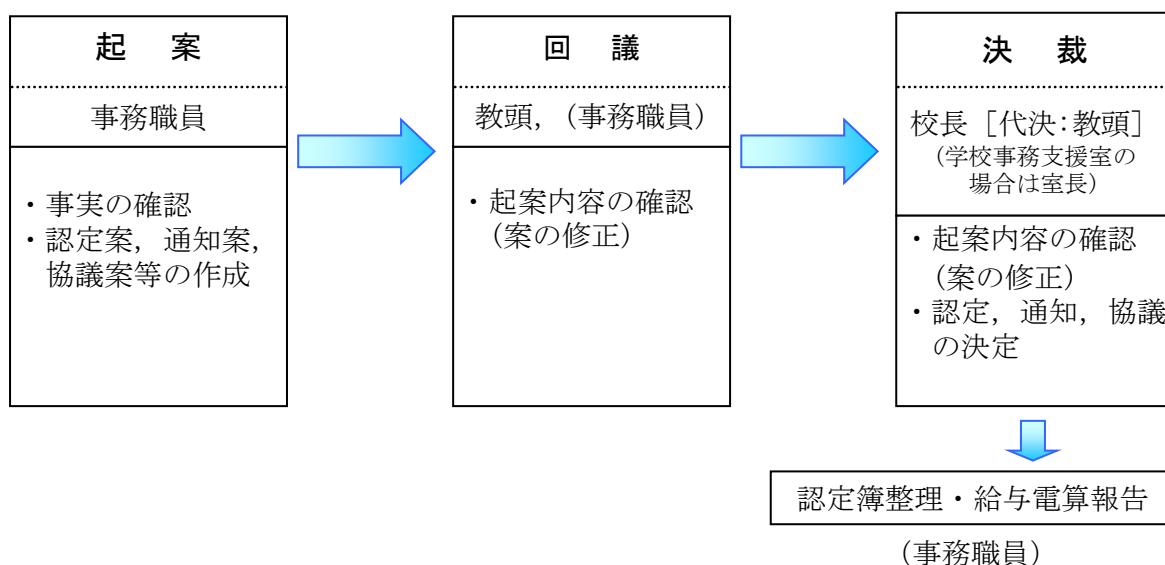 起　案
事務職員
・事実の確認
・認定案，通知案，
協議案等の作成
回　議
教頭，（事務職員）
・起案内容の確認
（案の修正）
決　裁
校長［代決：教頭］
（学校事務支援室の
場合は室長）
・起案内容の確認
（案の修正）
・認定，通知，協議
の決定
認定簿整理・給与電算報告
（事務職員）